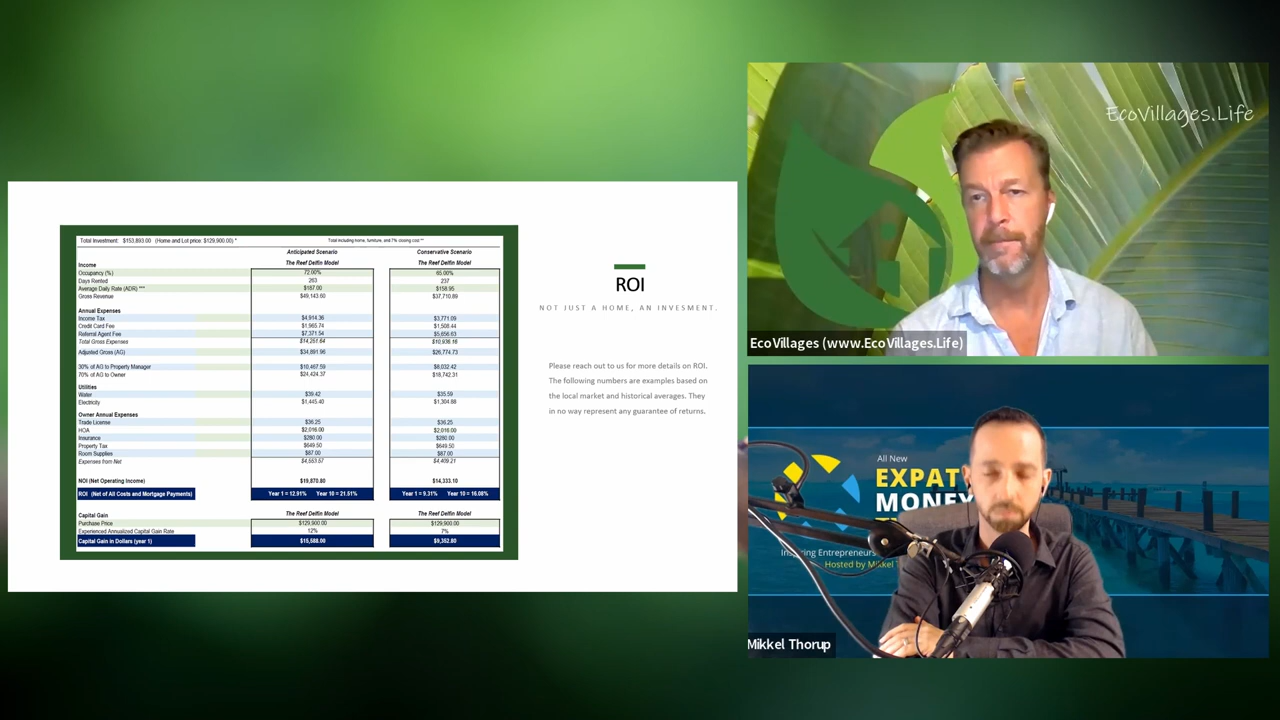 Total Investment: $153,893.00 (Home and Lot price: $129,900.00) * Total including home, furniture, and 7% closing cost **
Anticipated Scenario Conservative Scenario
Income The Reef Delfin Model The Reef Delfin Model
Occupancy (%) 72.00% 65.00%
Days Rented 263 237
Average Daily Rate (ADR) *** $187.00 $158.95
Gross Revenue $49,143.60 $37,710.89
Annual Expenses
Income Tax $4,914.36 $3,771.09
Credit Card Fee $1,965.74 $1,508.44
Referral Agent Fee $7,371.54 $5,656.63
Total Gross Expenses $14,251.64 $10,936.16
Adjusted Gross (AG) $34,891.96 $26,774.73
30% of AG to Property Manager $10,467.59 $8,032.42
70% of AG to Owner $24,424.37 $18,742.31
Utilities
Water $39.42 $35.59
Electricity $1,445.40 $1,304.88
Owner Annual Expenses
Trade License $36.25 $36.25
HOA $2,016.00 $2,016.00
Insurance $280.00 $280.00
Property Tax $649.50 $649.50
Room Supplies $87.00 $87.00
Expenses from Net $4,553.57 $4,409.21
NOI (Net Operating Income) $19,870.80 $14,333.10
ROI (Net of All Costs and Mortgage Payments) Year 1 = 12.91% Year 10 = 21.51% Year 1 = 9.31% Year 10 = 16.08%
Capital Gain The Reef Delfin Model The Reef Delfin Model
Purchase Price $129,900.00 $129,900.00
Experienced Annualized Capital Gain Rate 12% 7%
Capital Gain in Dollars (year 1) $15,588.00 $9,352.80
ROI
NOT JUST A HOME, AN INVESMENT.
Please reach out to us for more details on ROI.
The following numbers are examples based on
the local market and historical averages. They
in no way represent any guarantee of returns.
EcoVillages.Life
EcoVillages (www.EcoVillages.Life)
All New
EXPAT
MONEY
Hosted by Mikkel T
Mikkel Thorup